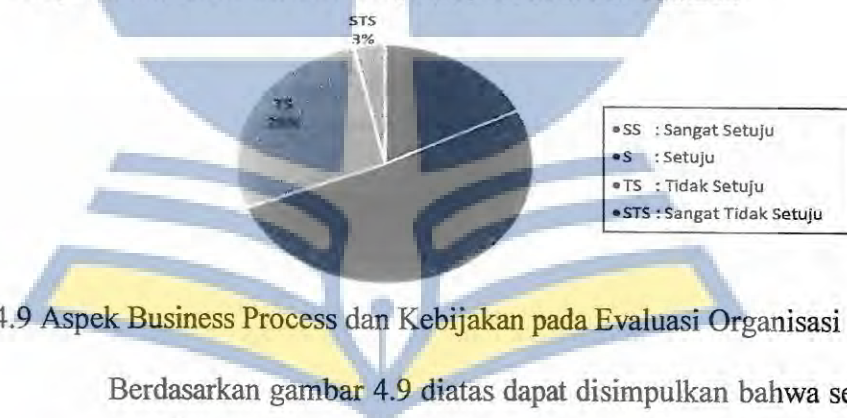 STS
3%
TS
• SS : Sangat Setuju
• S : Setuju
• TS : Tidak Setuju
• STS : Sangat Tidak Setuju
4.9 Aspek Business Process dan Kebijakan pada Evaluasi Organisasi
Berdasarkan gambar 4.9 diatas dapat disimpulkan bahwa se